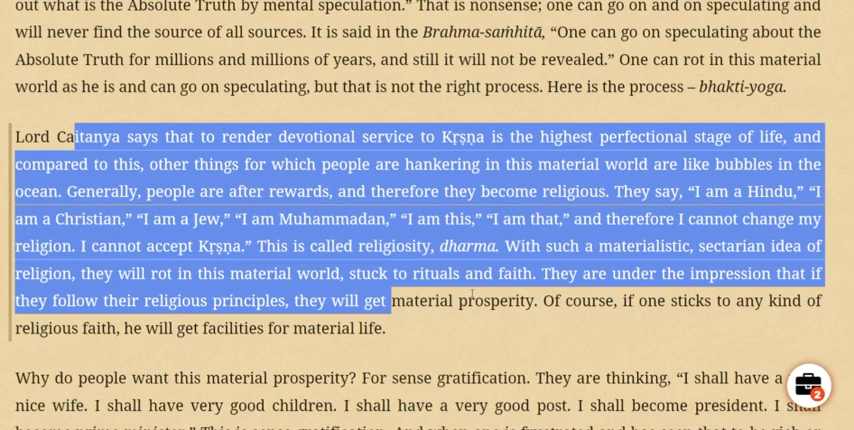 out what is the Absolute Truth by mental speculation.” That is nonsense; one can go on and on speculating and
will never find the source of all sources. It is said in the Brahma-saṁhitā, “One can go on speculating about the
Absolute Truth for millions and millions of years, and still it will not be revealed.” One can rot in this material
world as he is and can go on speculating, but that is not the right process. Here is the process – bhakti-yoga.
Lord Caitanya says that to render devotional service to Kṛṣṇa is the highest perfectional stage of life, and
compared to this, other things for which people are hankering in this material world are like bubbles in the
ocean. Generally, people are after rewards, and therefore they become religious. They say, “I am a Hindu,” “I
am a Christian,” “I am a Jew,” “I am Muhammadan,” “I am this,” “I am that,” and therefore I cannot change my
religion. I cannot accept Kṛṣṇa.” This is called religiosity, dharma. With such a materialistic, sectarian idea of
religion, they will rot in this material world, stuck to rituals and faith. They are under the impression that if
they follow their religious principles, they will get material prosperity. Of course, if one sticks to any kind of
religious faith, he will get facilities for material life.
Why do people want this material prosperity? For sense gratification. They are thinking, “I shall have a
nice wife. I shall have very good children. I shall have a very good post. I shall become president. I shall
2